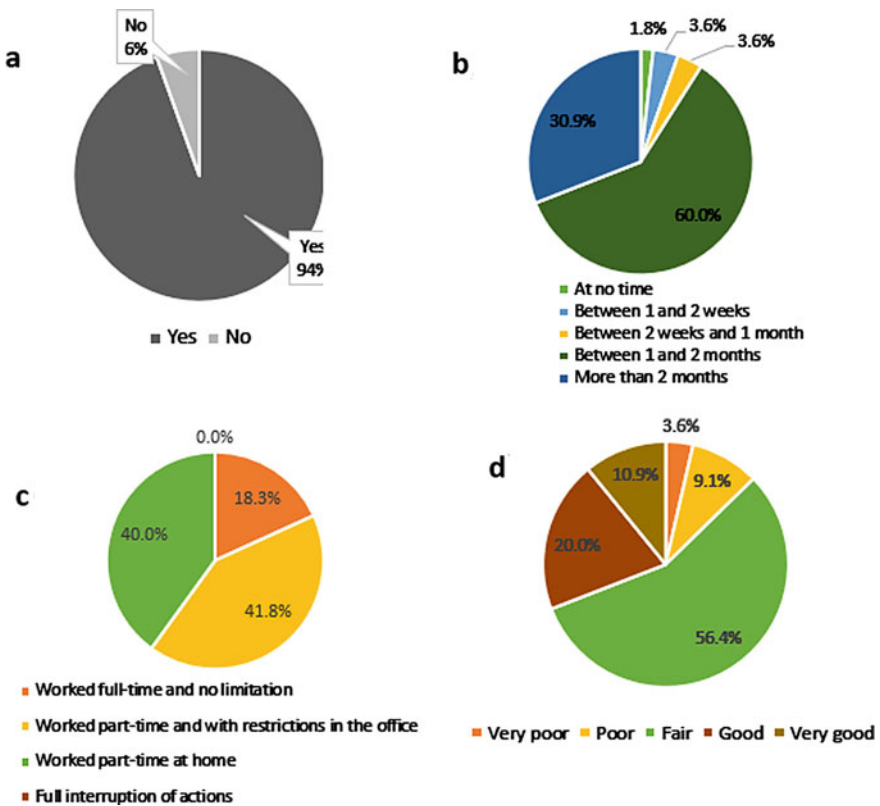 a
No
6%
Yes
94%
Yes No
b
1.8%
3.6%
3.6%
30.9%
60.0%
At no time
Between 1 and 2 weeks
Between 2 weeks and 1 month
Between 1 and 2 months
More than 2 months
c
0.0%
18.3%
40.0%
41.8%
Worked full-time and no limitation
Worked part-time and with restrictions in the office
Worked part-time at home
Full interruption of actions
d
3.6%
10.9%
9.1%
20.0%
56.4%
Very poor Poor Fair Good Very good